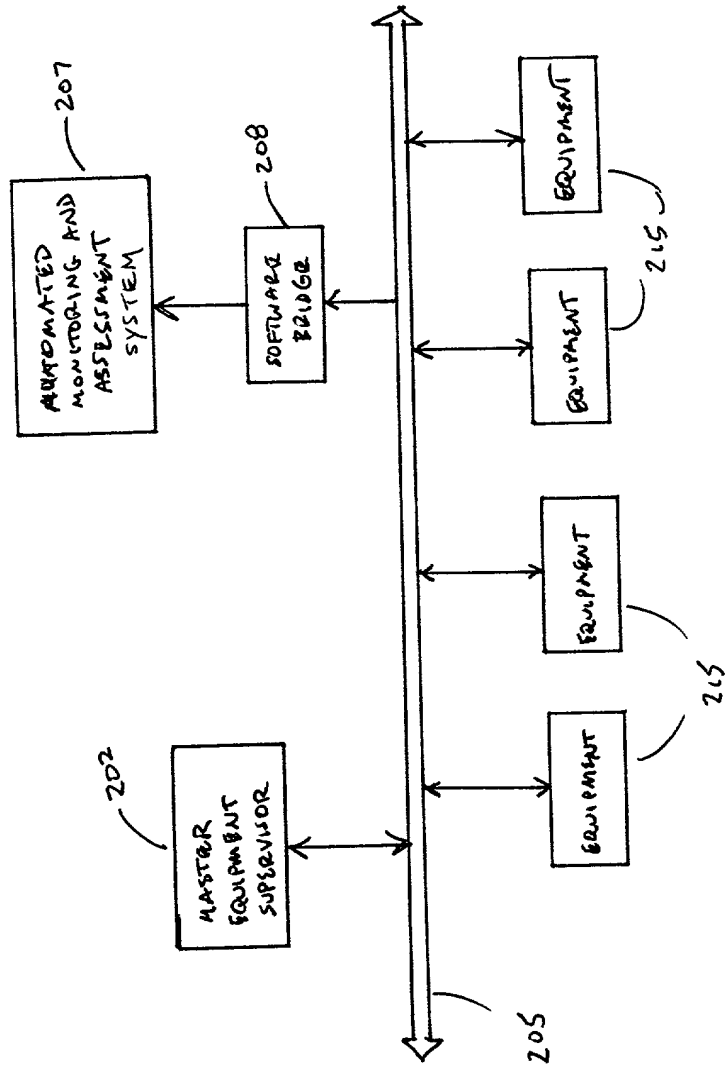 AUTOMATED
MONITORING AND
ASSESSMENT
SYSTEM
207
SOFTWARE
BRIDGE
208
MASTER
EQUIPMENT
SUPERVISOR
202
205
EQUIPMENT
EQUIPMENT
EQUIPMENT
EQUIPMENT
215
215